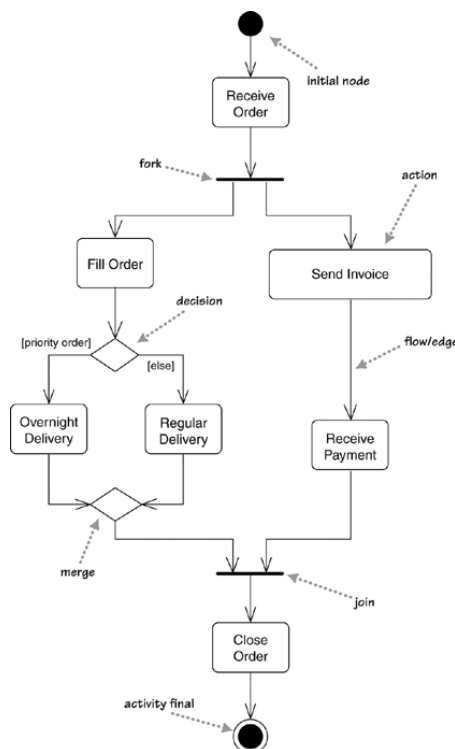 initial node
Receive
Order
fork
action
Fill Order
Send Invoice
decision
[priority order]
[else]
flow/edge
Overnight
Delivery
Regular
Delivery
Receive
Payment
merge
join
Close
Order
activity final